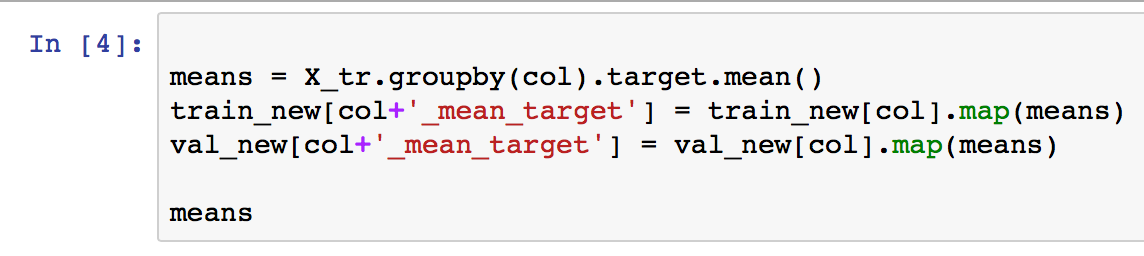 In [4]:
means = X_tr.groupby(col).target.mean()
train_new[col+'_mean_target'] = train_new[col].map(means)
val_new[col+'_mean_target'] = val_new[col].map(means)
means